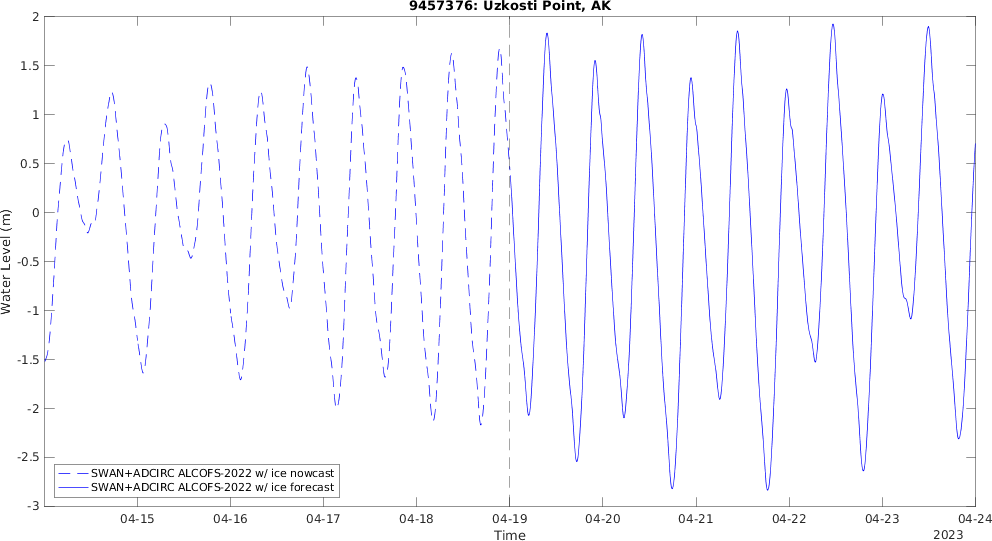 9457376: Uzkosti Point, AK
2
1.5
1
0.5
0
-0.5
-1
-1.5
-2
-2.5
-3
Water Level (m)
SWAN+ADCIRC ALCOFS-2022 w/ ice nowcast
SWAN+ADCIRC ALCOFS-2022 w/ ice forecast
04-15 04-16 04-17 04-18 04-19 04-20 04-21 04-22 04-23 04-24
Time
2023